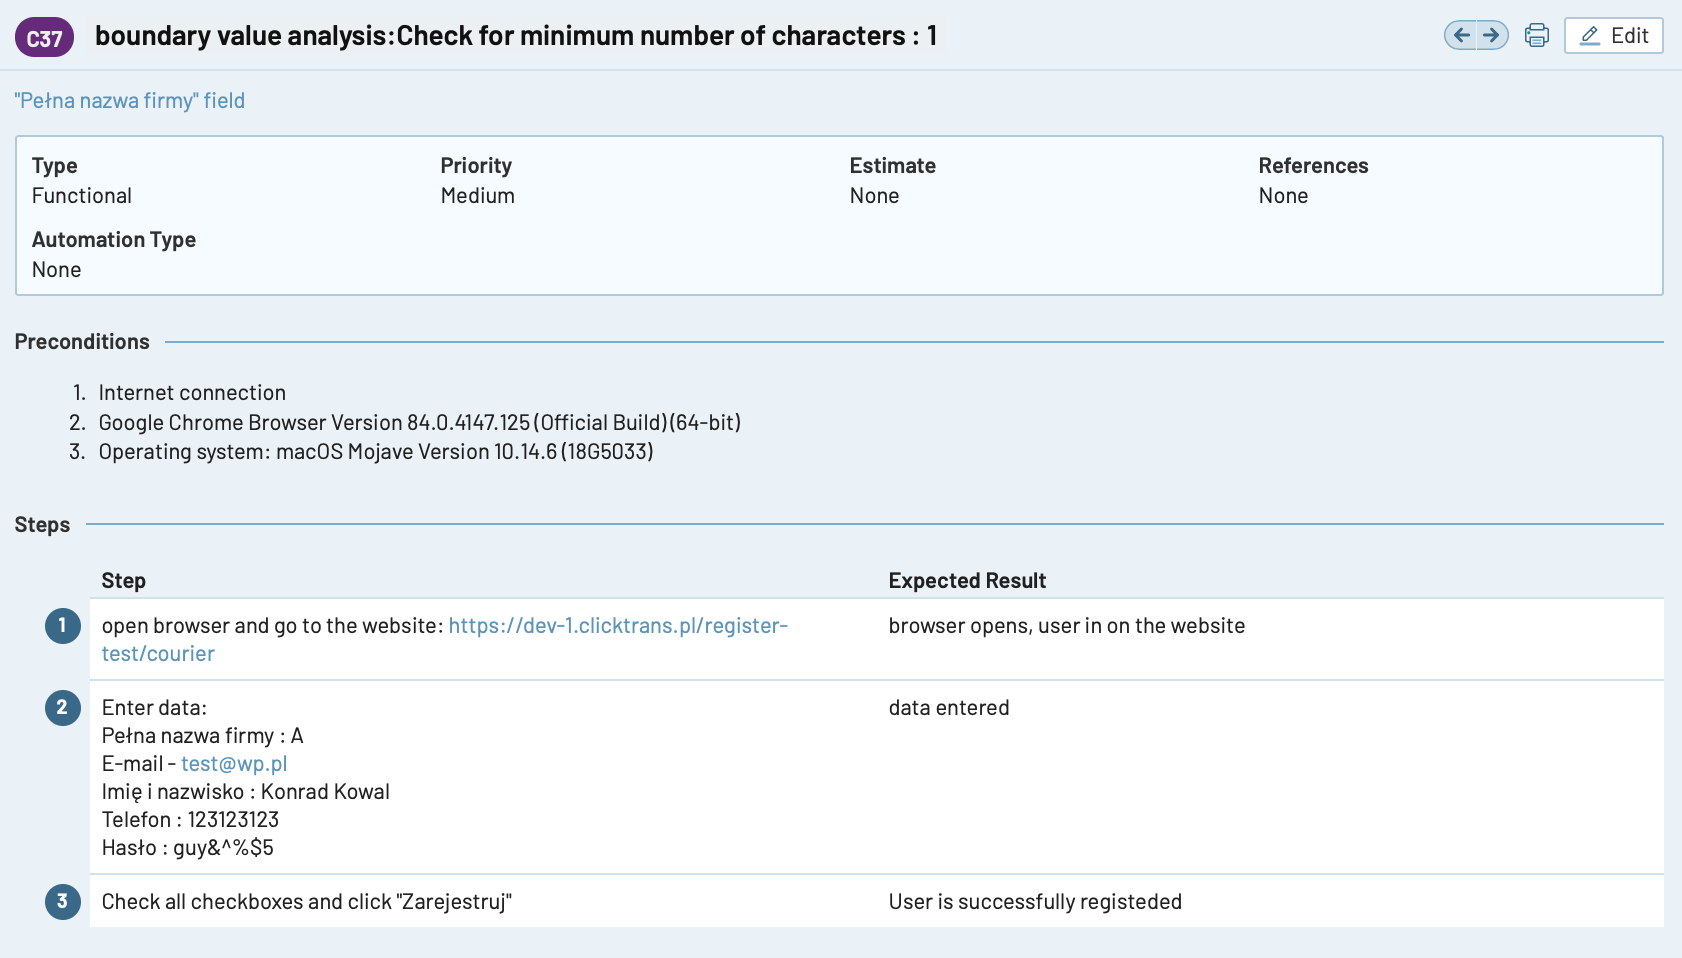 C37 boundary value analysis:Check for minimum number of characters : 1
Edit
"Pełna nazwa firmy" field
Type Priority Estimate References
Functional Medium None None
Automation Type
None
Preconditions
1. Internet connection
2. Google Chrome Browser Version 84.0.4147.125 (Official Build) (64-bit)
3. Operating system: macOS Mojave Version 10.14.6 (18G5033)
Steps
Step Expected Result
1 open browser and go to the website: https://dev-1.clicktrans.pl/register- browser opens, user in on the website
test/courier
2 Enter data: data entered
Pełna nazwa firmy : A
E-mail - test@wp.pl
Imię i nazwisko : Konrad Kowal
Telefon : 123123123
Hasło : guy&^%$5
3 Check all checkboxes and click "Zarejestruj" User is successfully registeded